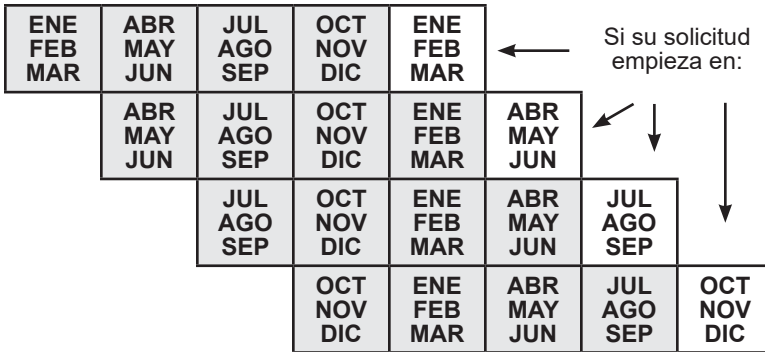 ENE ABR JUL OCT ENE
FEB MAY AGO NOV FEB
MAR JUN SEP DIC MAR
Si su solicitud
empieza en:
ABR JUL OCT ENE ABR
MAY AGO NOV FEB MAY
JUN SEP DIC MAR JUN
JUL OCT ENE ABR JUL
AGO NOV FEB MAY AGO
SEP DIC MAR JUN SEP
OCT ENE ABR JUL OCT
NOV FEB MAY AGO NOV
DIC MAR JUN SEP DIC